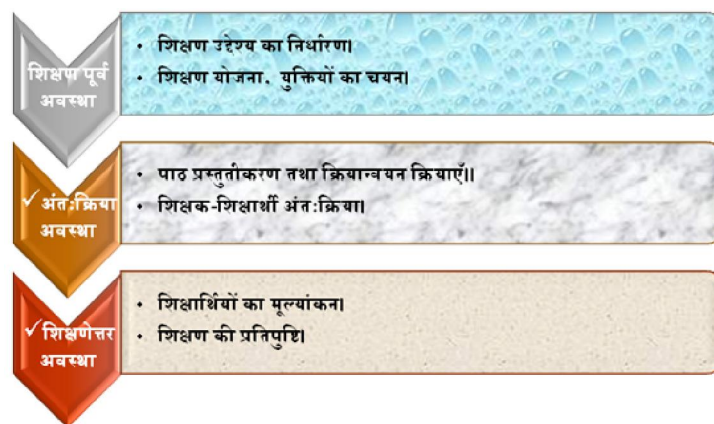 शिक्षण पूर्व
अवस्था
• शिक्षण उद्देश्य का निर्धारण।
• शिक्षण योजना, युक्तियों का चयन।
✓ अंतःक्रिया
अवस्था
• पाठ प्रस्तुतीकरण तथा क्रियान्वयन क्रियाएँ।।
• शिक्षक-शिक्षार्थी अंतःक्रिया।
✓ शिक्षणेत्तर
अवस्था
• शिक्षार्थियों का मूल्यांकन।
• शिक्षण की प्रतिपुष्टि।